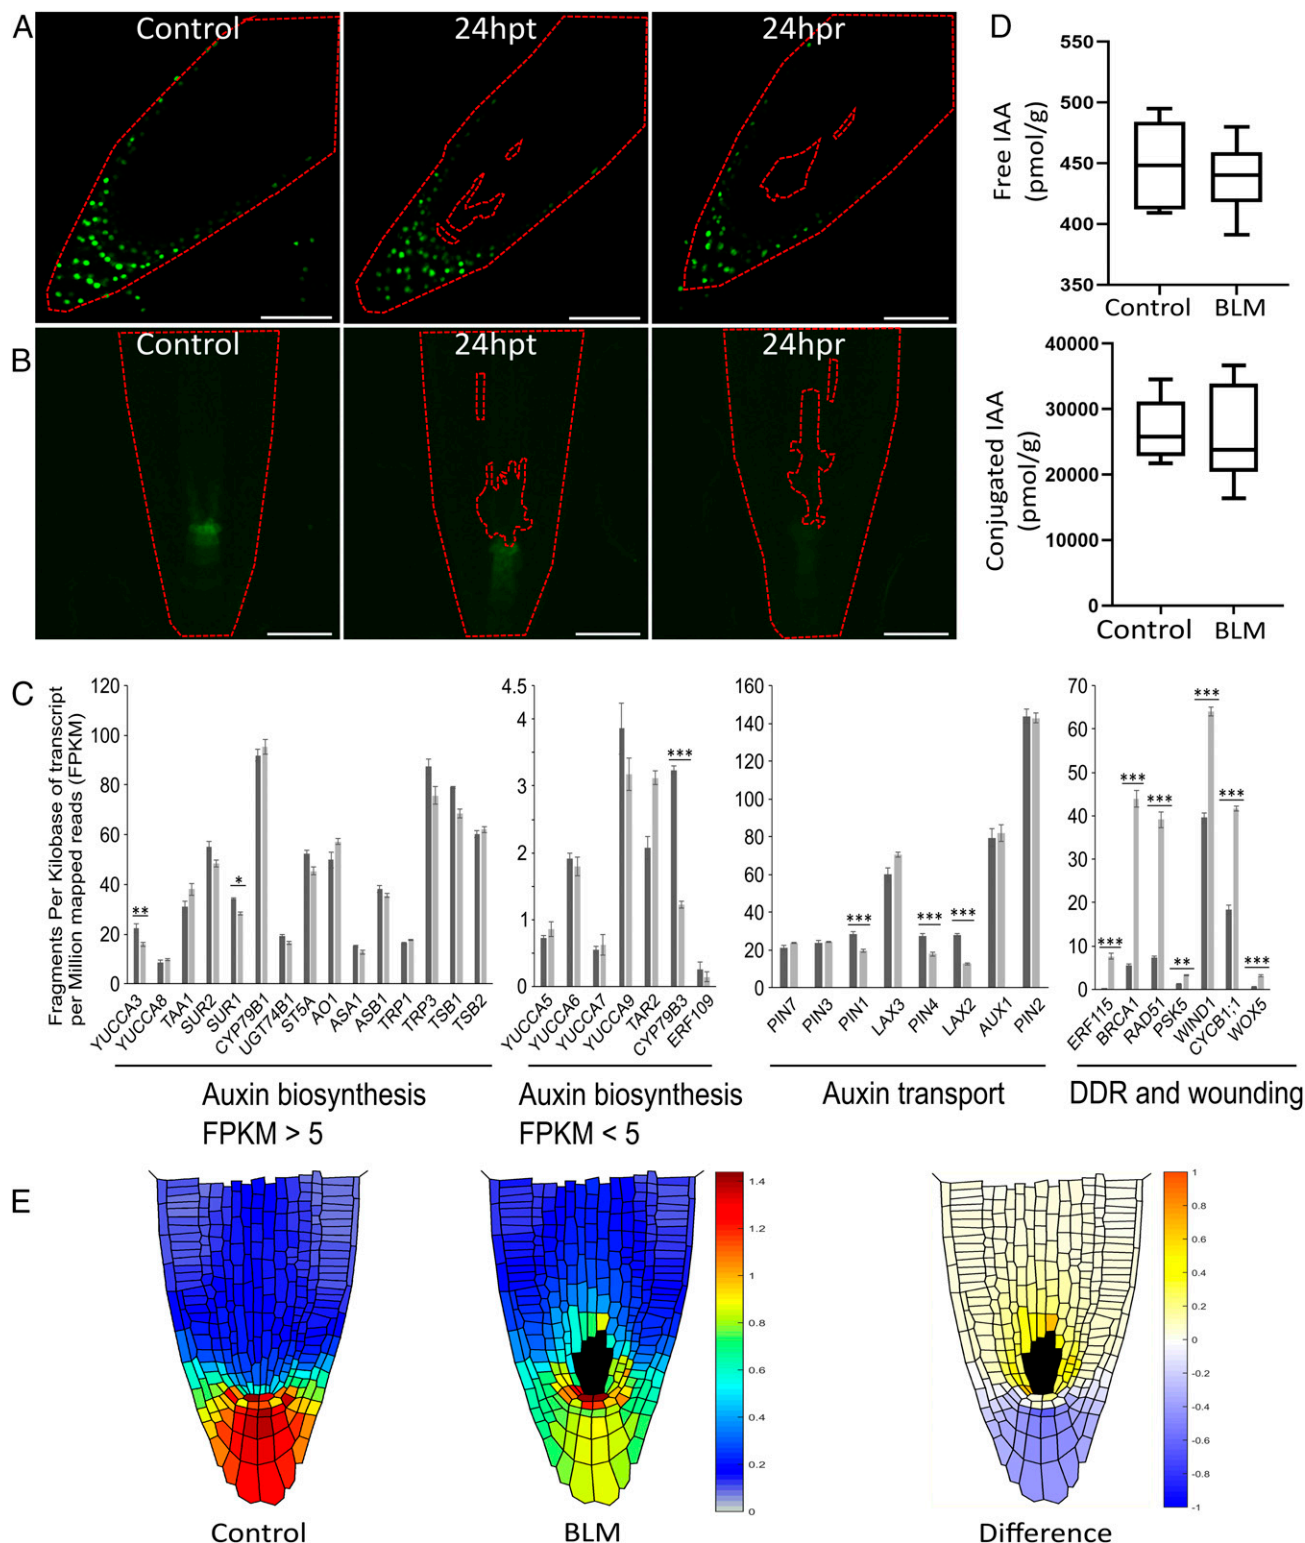 A
Control
24hpt
24hpr
B
Control
24hpt
24hpr
D
Free IAA
(pmol/g)
550
500
450
400
350
Control
BLM
Conjugated IAA
(pmol/g)
40000
30000
20000
10000
0
Control
BLM
C
Fragments Per Kilobase of transcript
per Million mapped reads (FPKM)
120
100
80
60
40
20
0
**
*
YUCCA3
YUCCA8
TAA1
SUR2
SUR1
CYP79B1
UGT74B1
ST5A
AO1
ASA1
ASB1
TRP1
TRP3
TSB1
TSB2
Auxin biosynthesis
FPKM > 5
4.5
4
3
2
1
0
***
YUCCA5
YUCCA6
YUCCA7
YUCCA9
TAR2
CYP79B3
ERF109
Auxin biosynthesis
FPKM < 5
160
140
120
100
80
60
40
20
0
***
***
***
PIN7
PIN3
PIN1
LAX3
PIN4
LAX2
AUX1
PIN2
Auxin transport
70
60
50
40
30
20
10
0
***
***
***
**
***
***
***
ERF115
BRCA1
RAD51
PSK5
WIND1
CYCB1;1
WOX5
DDR and wounding
E
1.4
1.2
1
0.8
0.6
0.4
0.2
0
1
0.8
0.6
0.4
0.2
0
-0.2
-0.4
-0.6
-0.8
-1
Control
BLM
Difference